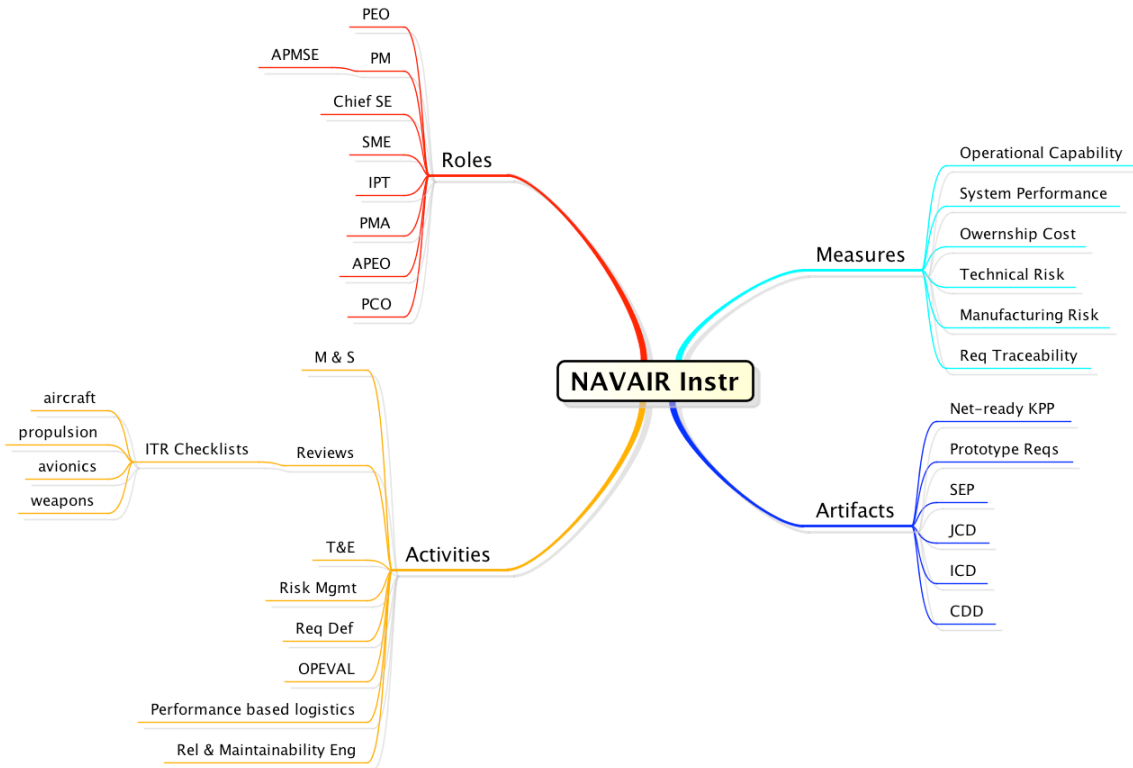 PEO
APMSE
PM
Chief SE
SME
IPT
PMA
APEO
PCO
Roles
Operational Capability
System Performance
Owernship Cost
Technical Risk
Manufacturing Risk
Req Traceability
Measures
NAVAIR Instr
Net-ready KPP
Prototype Reqs
SEP
JCD
ICD
CDD
Artifacts
M & S
aircraft
propulsion
avionics
weapons
ITR Checklists
Reviews
T&E
Risk Mgmt
Req Def
OPEVAL
Performance based logistics
Rel & Maintainability Eng
Activities